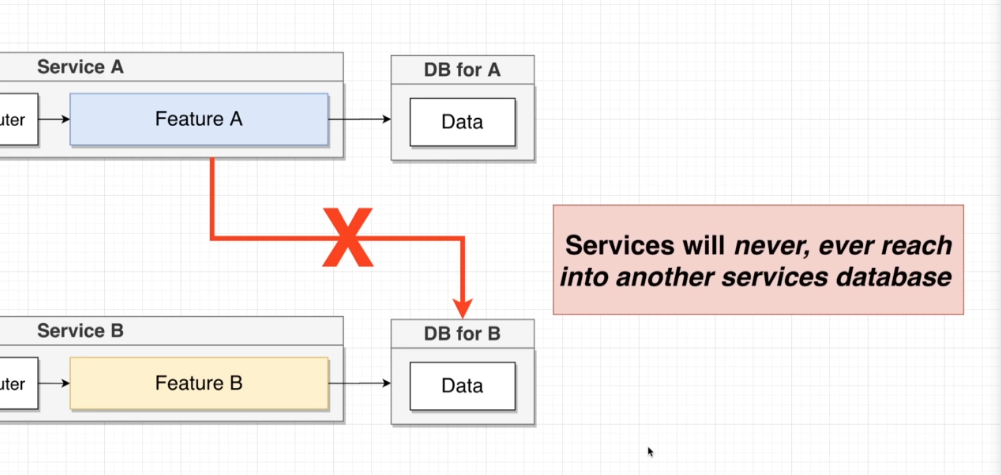 Service A
uter
Feature A
DB for A
Data
X
Services will never, ever reach
into another services database
Service B
uter
Feature B
DB for B
Data